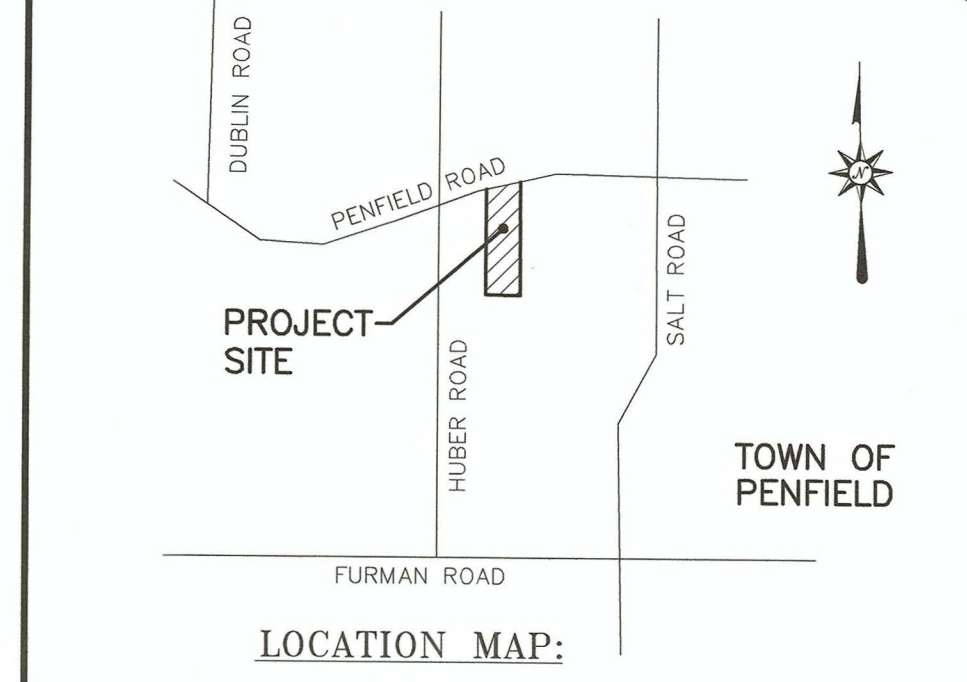 DUBLIN ROAD
PENFIELD ROAD
N
SALT ROAD
PROJECT
SITE
HUBER ROAD
TOWN OF
PENFIELD
FURMAN ROAD
LOCATION MAP: